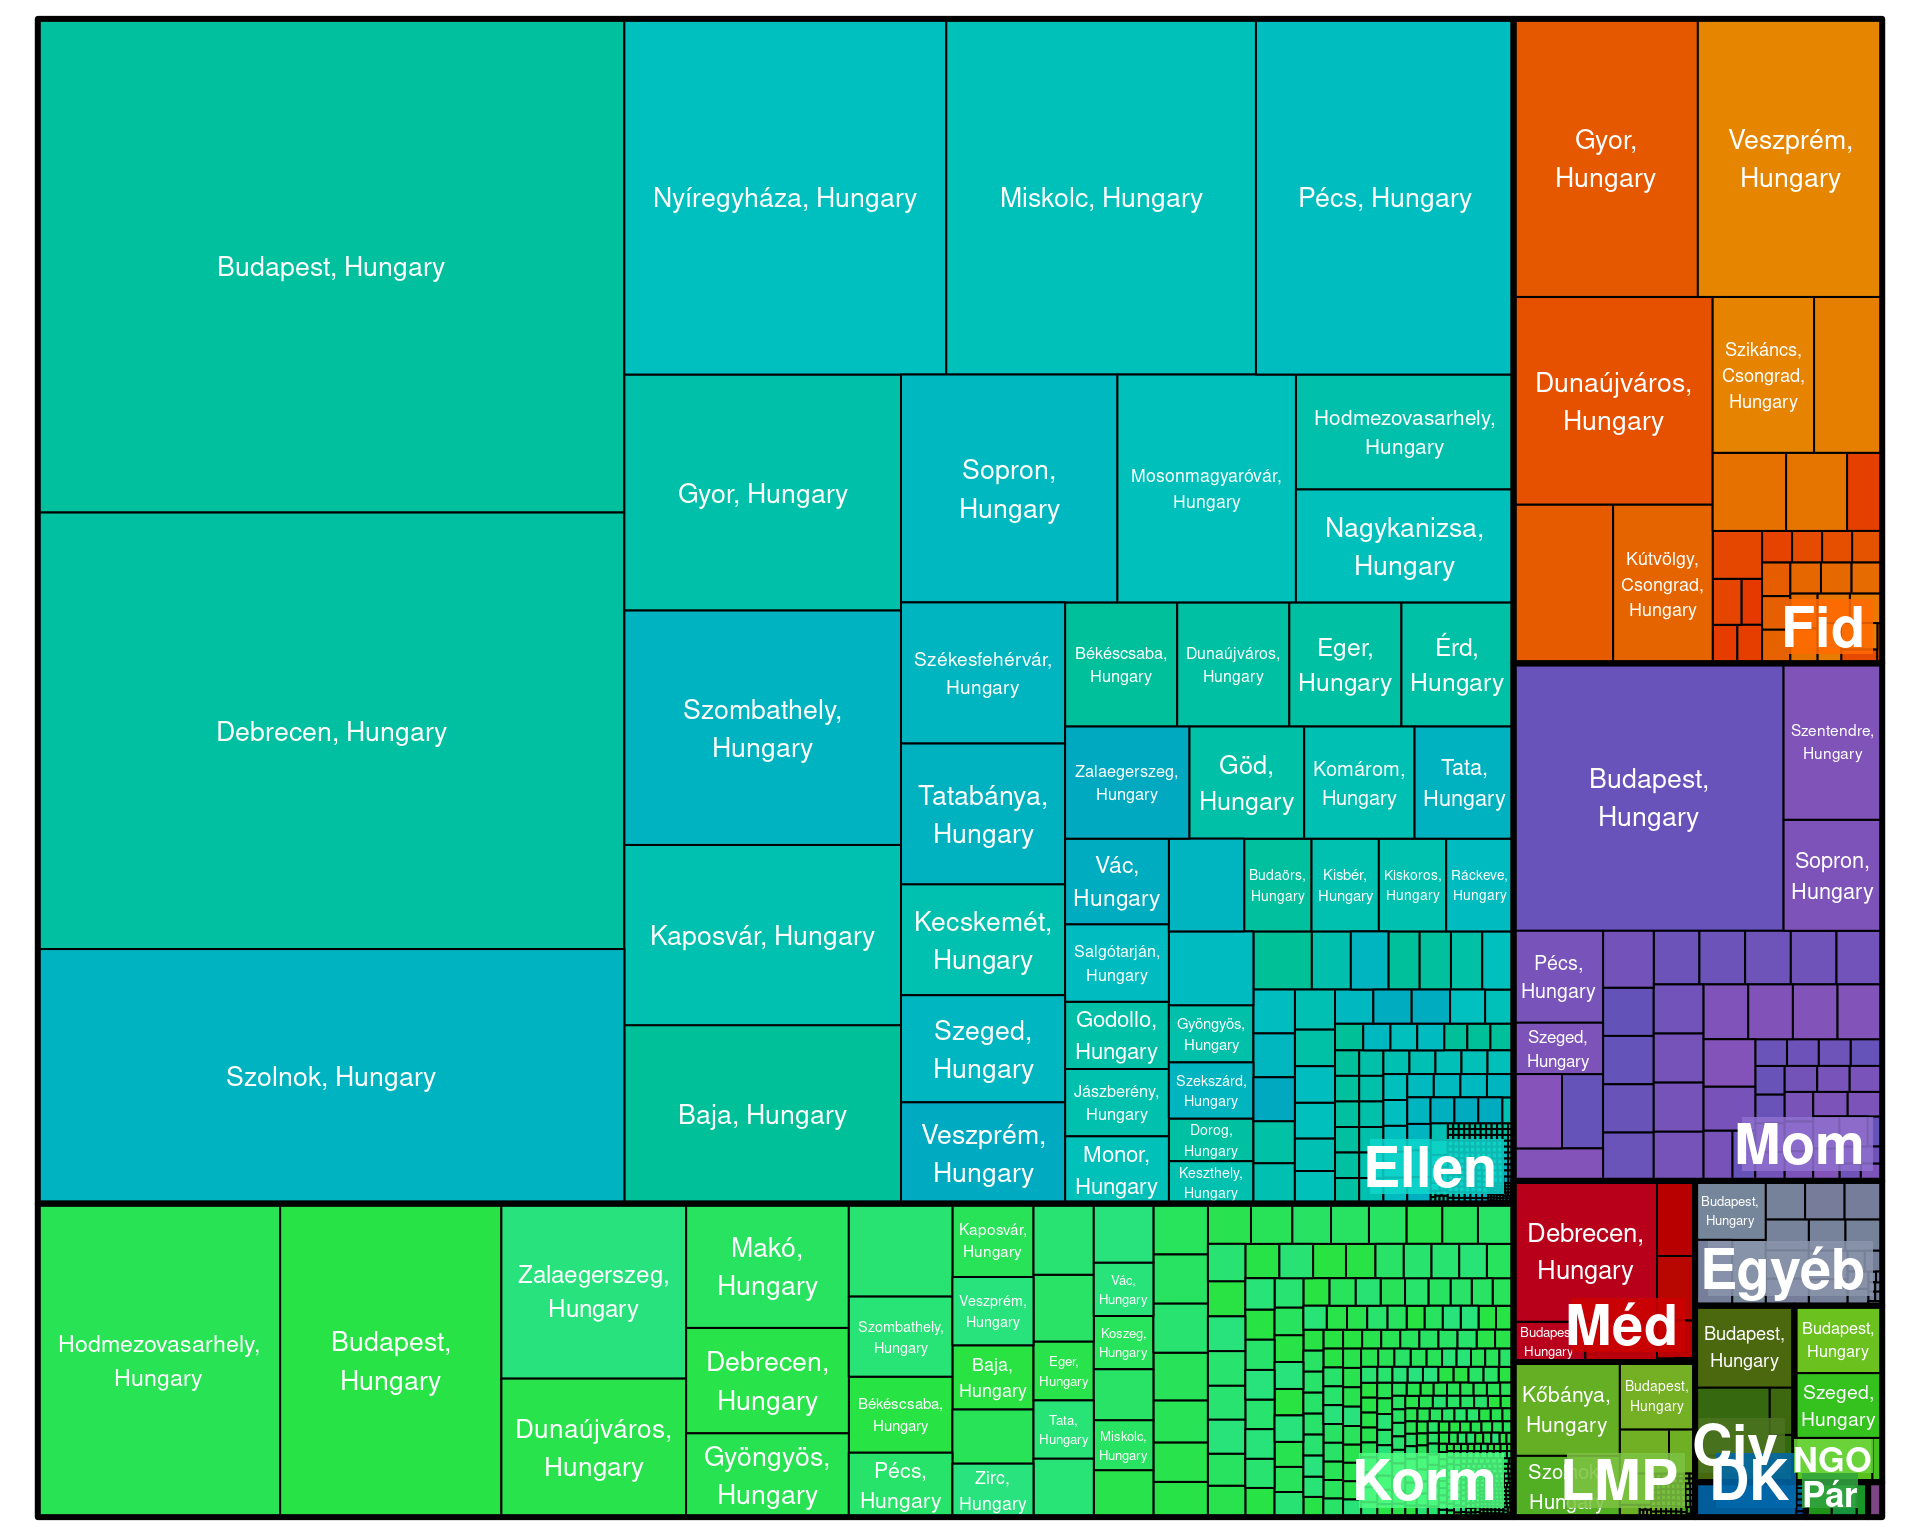 Budapest, Hungary
Debrecen, Hungary
Szolnok, Hungary
Nyíregyháza, Hungary
Miskolc, Hungary
Pécs, Hungary
Gyor, Hungary
Szombathely,
Hungary
Kaposvár, Hungary
Baja, Hungary
Sopron,
Hungary
Mosonmagyaróvár,
Hungary
Hodmezovasarhely,
Hungary
Nagykanizsa,
Hungary
Székesfehérvár,
Hungary
Tatabánya,
Hungary
Kecskemét,
Hungary
Szeged,
Hungary
Veszprém,
Hungary
Békéscsaba,
Hungary
Dunaújváros,
Hungary
Eger,
Hungary
Érd,
Hungary
Zalaegerszeg,
Hungary
Göd,
Hungary
Komárom,
Hungary
Tata,
Hungary
Vác,
Hungary
Budaörs,
Hungary
Kisbér,
Hungary
Kiskoros,
Hungary
Ráckeve,
Hungary
Salgótarján,
Hungary
Godollo,
Hungary
Gyöngyös,
Hungary
Jászberény,
Hungary
Szekszárd,
Hungary
Dorog,
Hungary
Monor,
Hungary
Keszthely,
Hungary
Ellen
Hodmezovasarhely,
Hungary
Budapest,
Hungary
Zalaegerszeg,
Hungary
Dunaújváros,
Hungary
Makó,
Hungary
Debrecen,
Hungary
Gyöngyös,
Hungary
Szombathely,
Hungary
Békéscsaba,
Hungary
Pécs,
Hungary
Kaposvár,
Hungary
Veszprém,
Hungary
Baja,
Hungary
Zirc,
Hungary
Eger,
Hungary
Tata,
Hungary
Vác,
Hungary
Koszeg,
Hungary
Miskolc,
Hungary
Korm
Gyor,
Hungary
Veszprém,
Hungary
Dunaújváros,
Hungary
Szikáncs,
Csongrad,
Hungary
Kútvölgy,
Csongrad,
Hungary
Fid
Budapest,
Hungary
Szentendre,
Hungary
Sopron,
Hungary
Pécs,
Hungary
Szeged,
Hungary
Mom
Debrecen,
Hungary
Budapest,
Hungary
Méd
Budapest,
Hungary
Egyéb
Kőbánya,
Hungary
Budapest,
Hungary
Szolnok,
Hungary
LMP
Budapest,
Hungary
Civ
Budapest,
Hungary
Szeged,
Hungary
NGO
DK
Pár